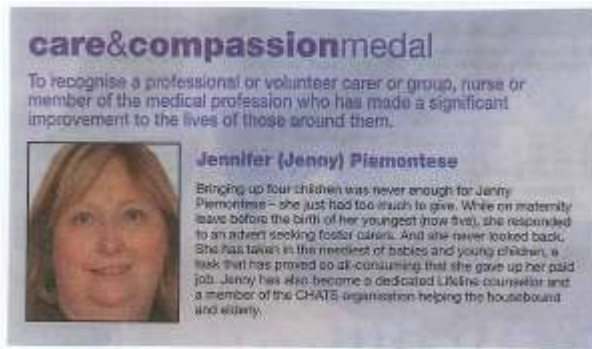 care&compassionmedal
To recognise a professional or volunteer carer or group, nurse or
member of the medical profession who has made a significant
improvement to the lives of those around them.
Jennifer (Jenny) Piemontese
Bringing up four children was never enough for Jenny
Piemontese – she just had too much to give. While on maternity
leave before the birth of her youngest (now five), she responded
to an advert seeking foster carers. And she never looked back.
She has taken in the neediest of babies and young children, a
task that has proved so all-consuming that she gave up her paid
job. Jenny has also become a dedicated Lifeline counsellor and
a member of the CHATS organisation helping the housebound
and elderly.